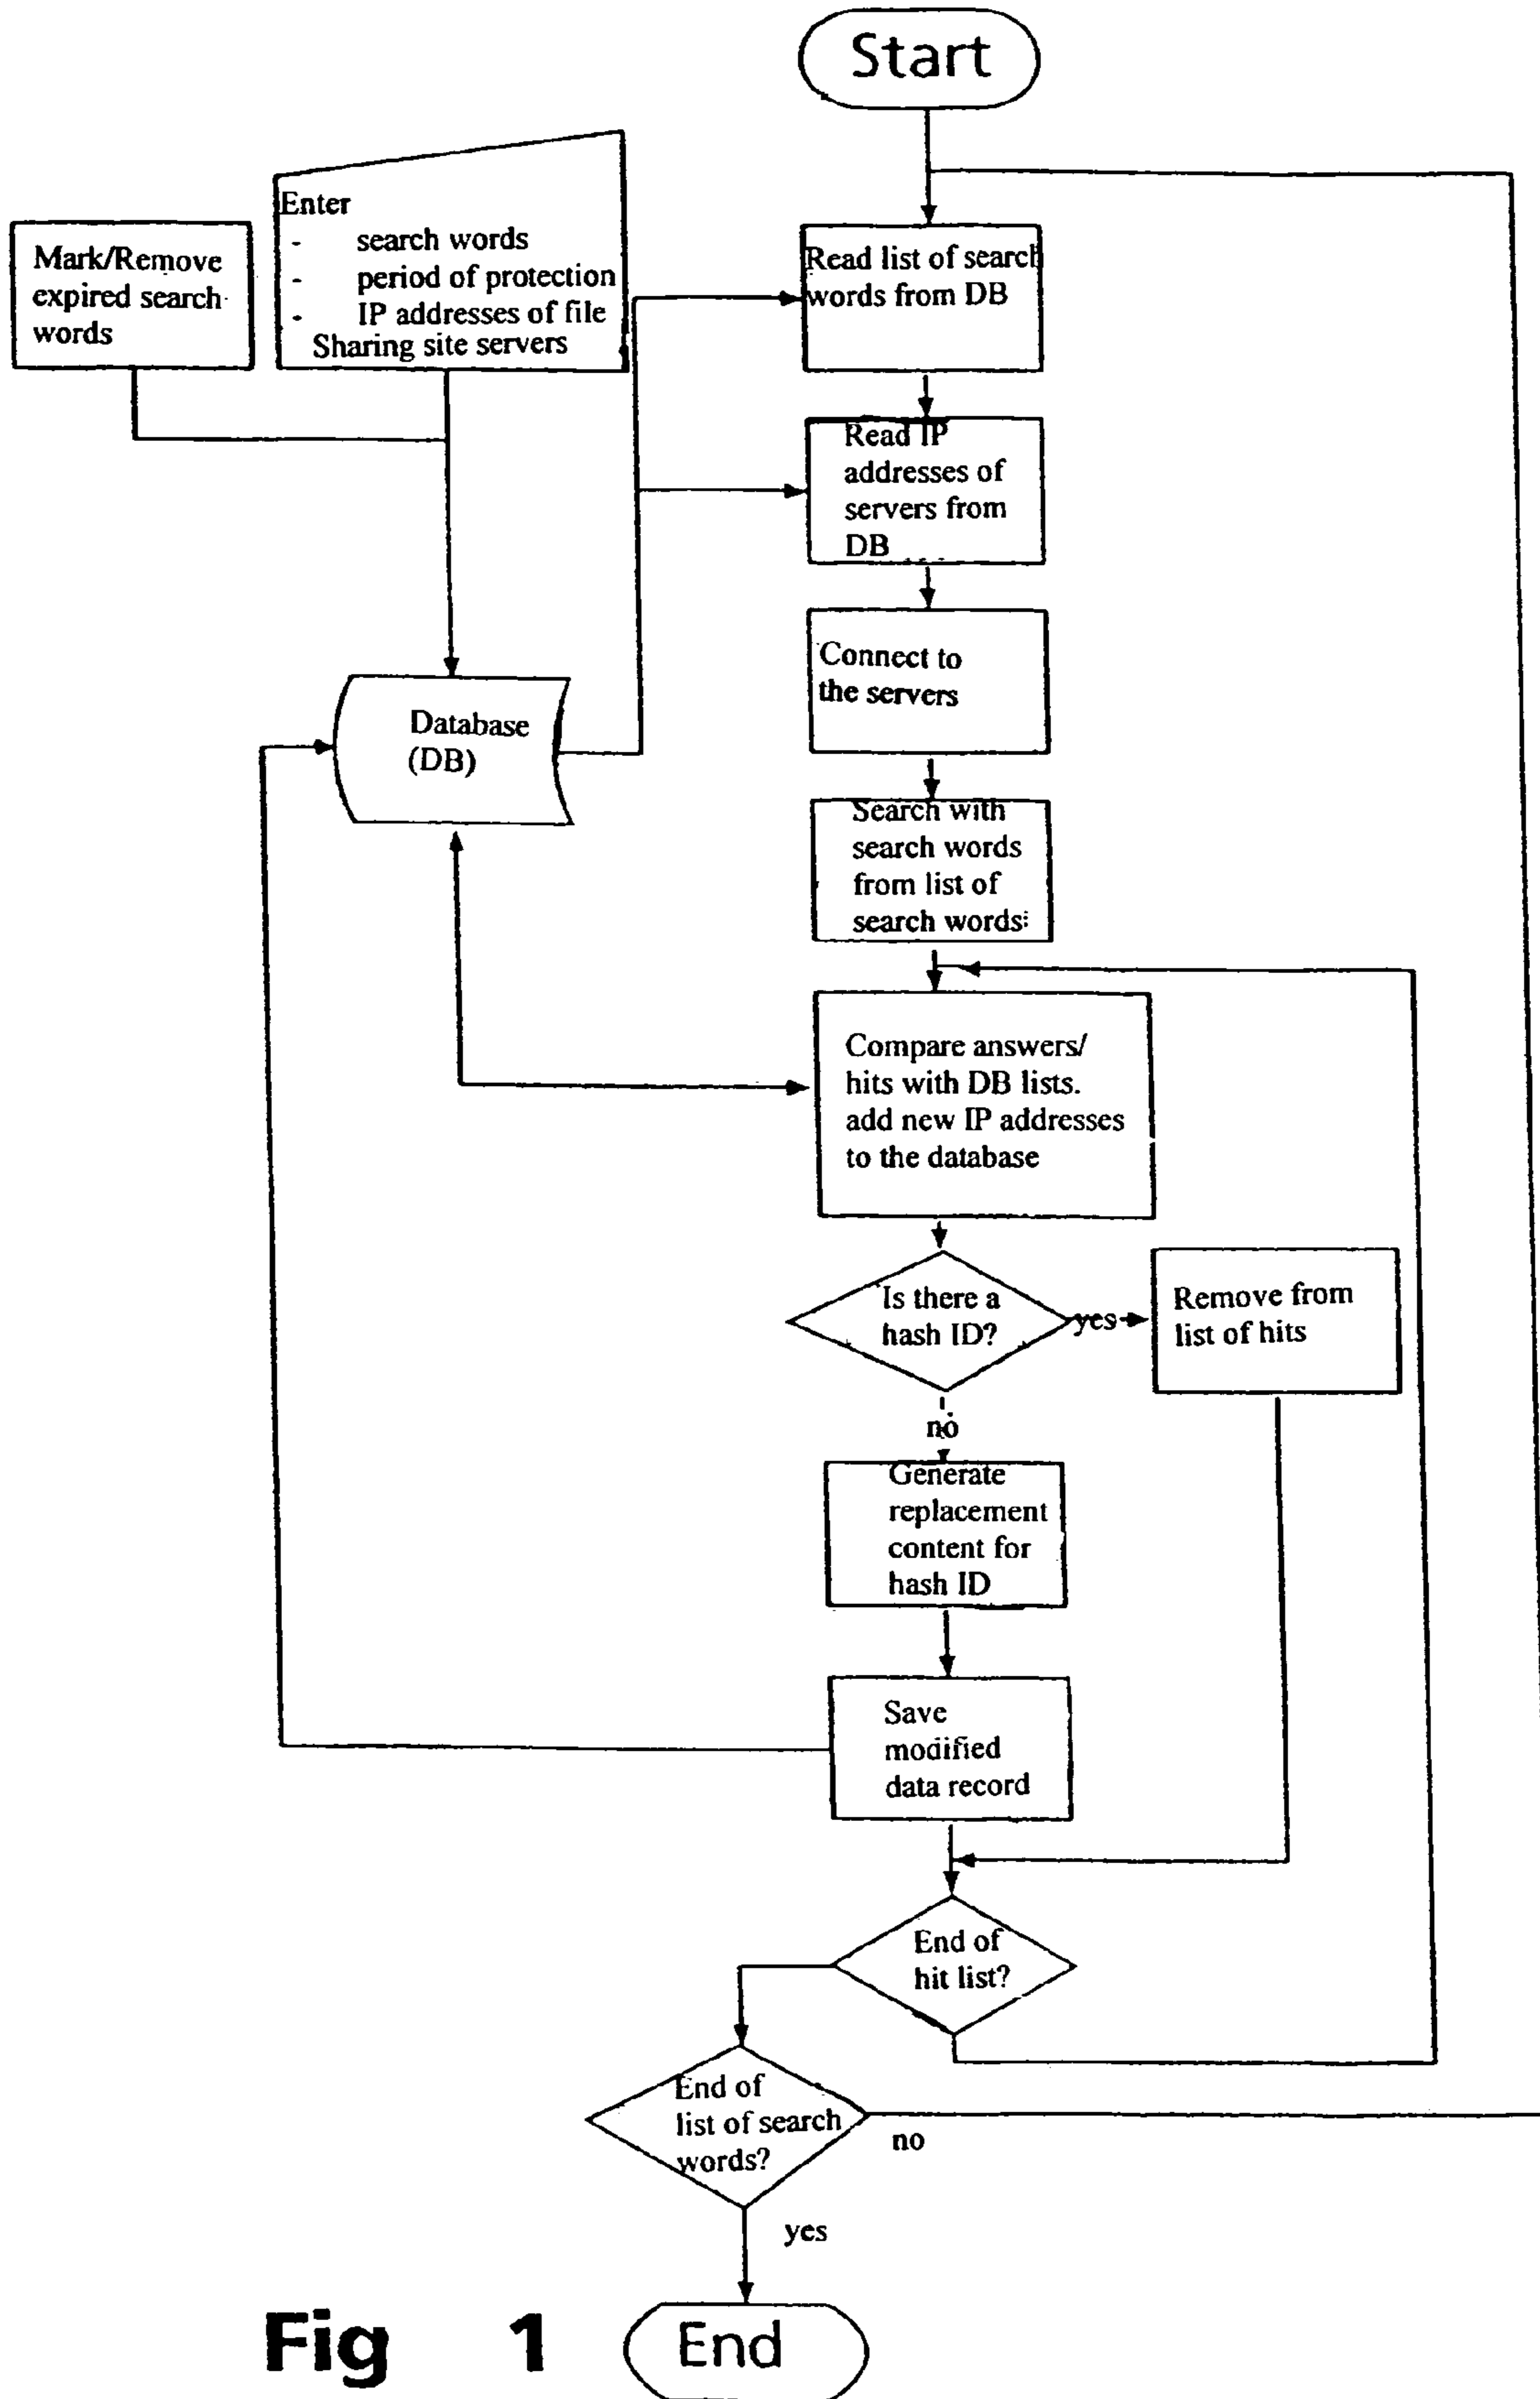 Start
Mark/Remove
expired search
words
Enter
- search words
- period of protection
- IP addresses of file
Sharing site servers
Read list of search
words from DB
Read IP
addresses of
servers from
DB
Connect to
the servers
Database
(DB)
Search with
search words
from list of
search words
Compare answers/
hits with DB lists.
add new IP addresses
to the database
Is there a
hash ID?
yes
Remove from
list of hits
no
Generate
replacement
content for
hash ID
Save
modified
data record
End of
hit list?
End of
list of search
words?
no
yes
End
Fig 1